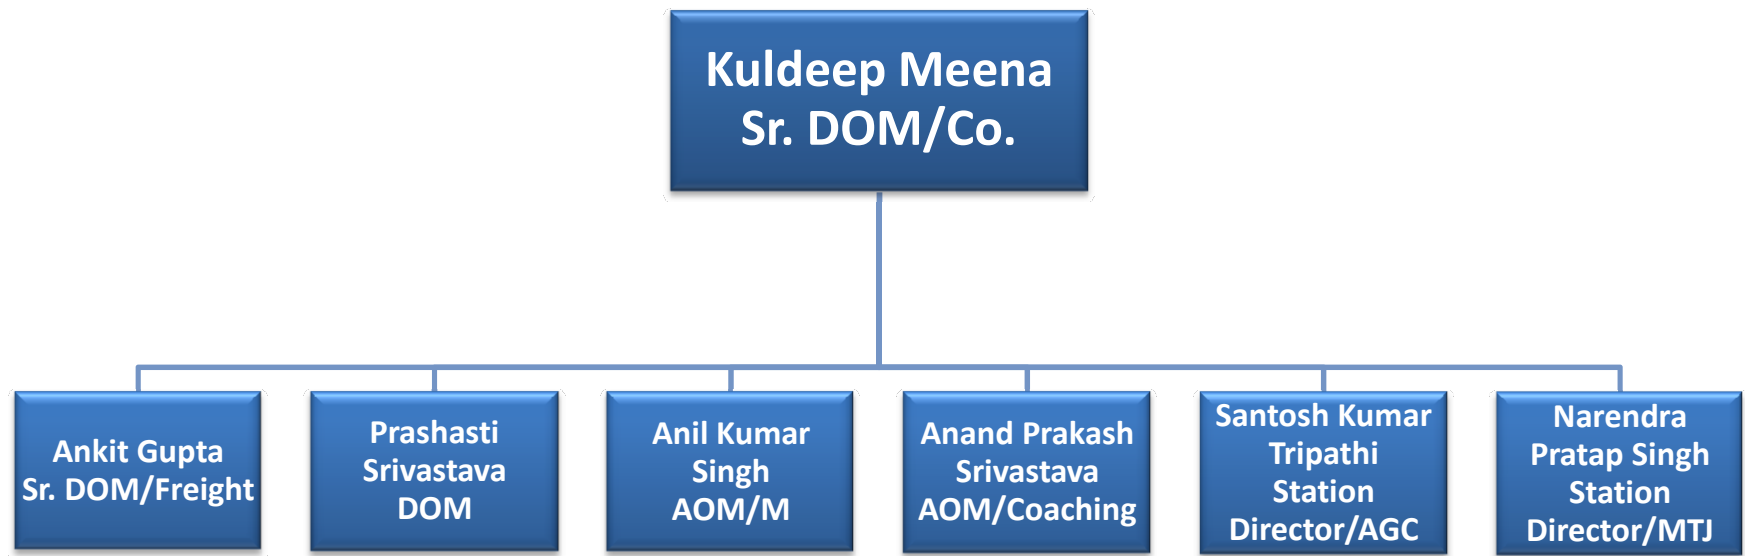 Kuldeep Meena
Sr. DOM/Co.
Ankit Gupta
Sr. DOM/Freight
Prashasti
Srivastava
DOM
Anil Kumar
Singh
AOM/M
Anand Prakash
Srivastava
AOM/Coaching
Santosh Kumar
Tripathi
Station
Director/AGC
Narendra
Pratap Singh
Station
Director/MTJ